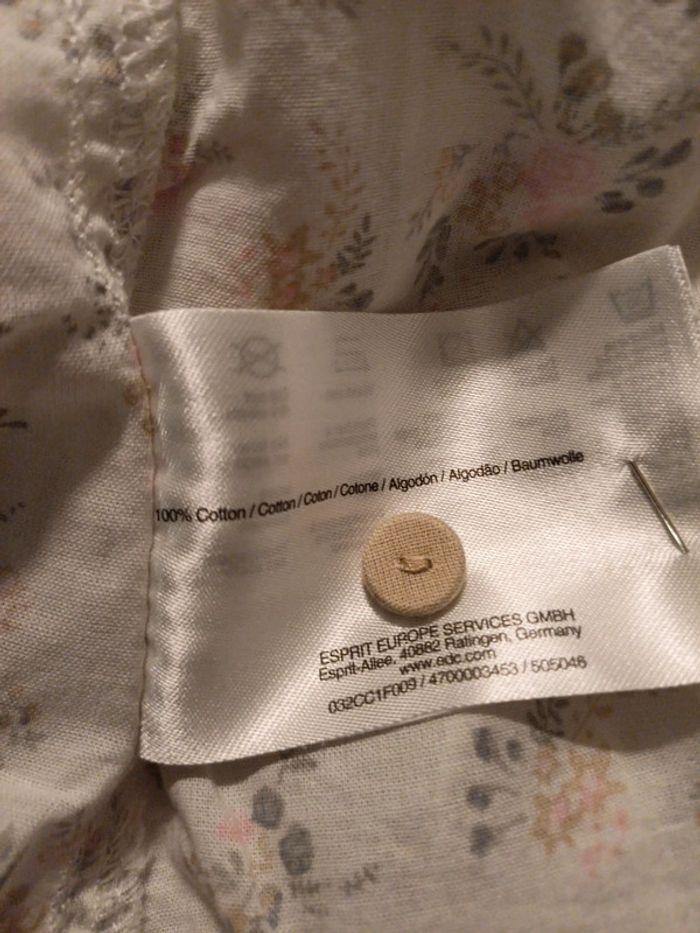 100% Cotton / Cotton / Coton / Cotone / Algodón / Algodão / Baumwolle
ESPRIT EUROPE SERVICES GMBH
Esprit-Allee, 40882 Ratingen, Germany
www.edc.com
032CC1F009 / 4700003453 / 505046